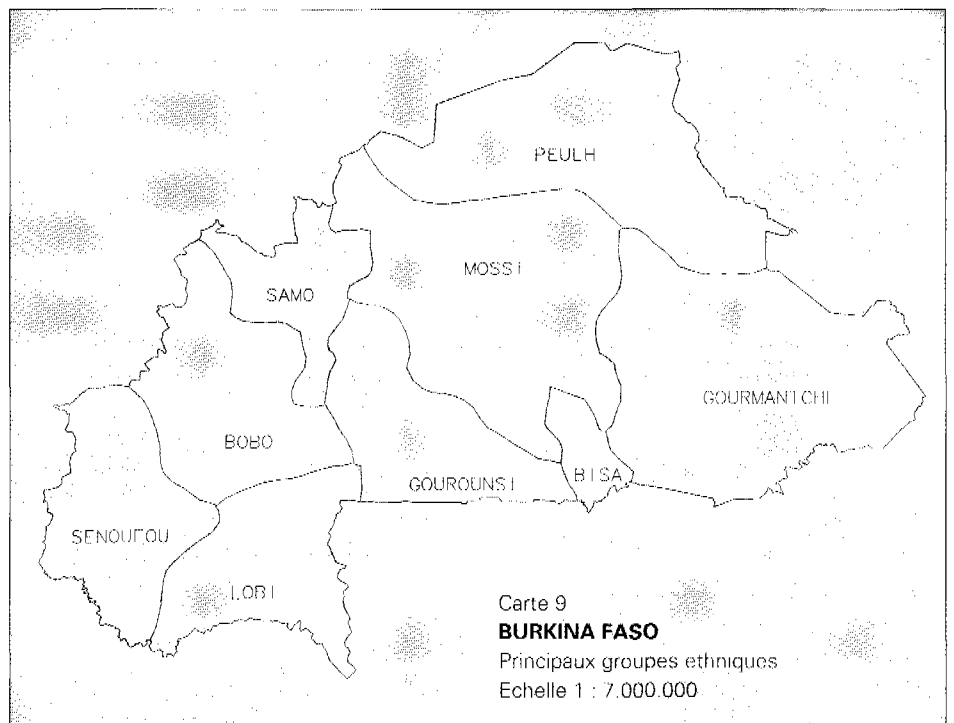 PEULH
MOSSI
SAMO
GOURMANTCHI
BOBO
BISA
GOUROUNSI
SENOUFOU
LOBI
Carte 9
BURKINA FASO
Principaux groupes ethniques
Echelle 1 : 7.000.000